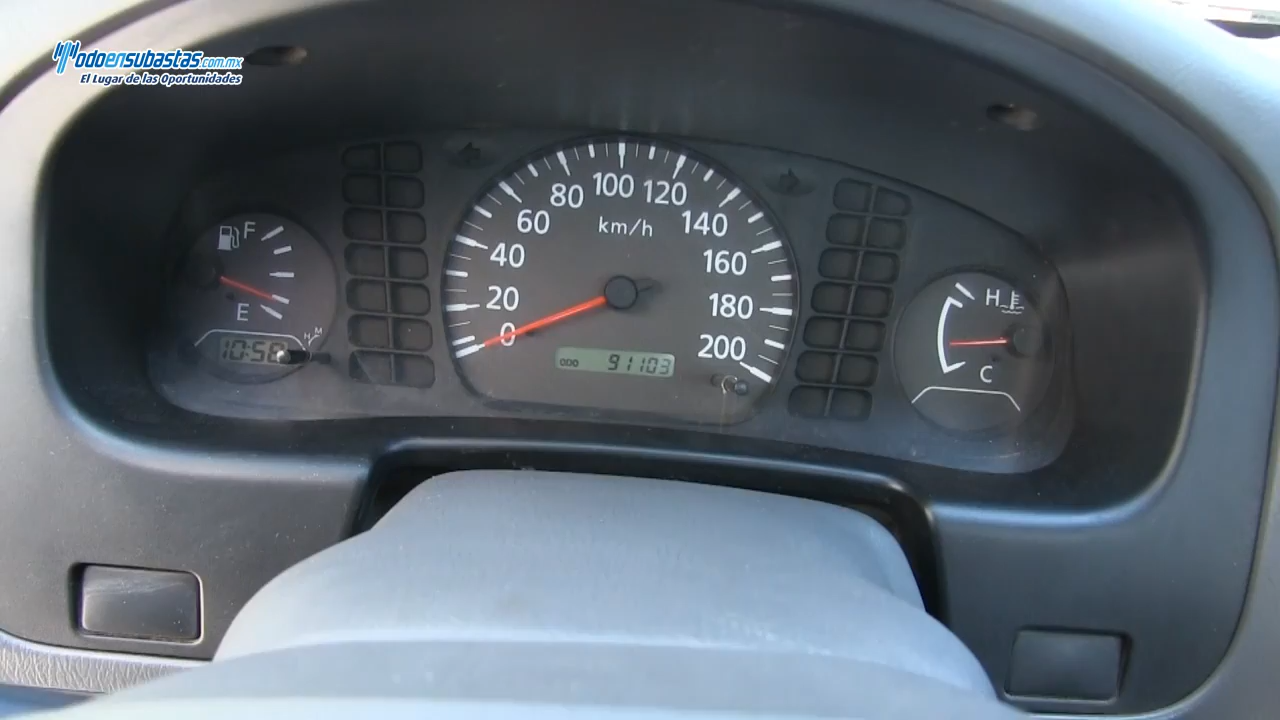 Todoensubastas.com.mx
El Lugar de las Oportunidades
F
E
H M
10:58
0
20
40
60
80
100
120
140
160
180
200
km/h
ODO 91103
H
C